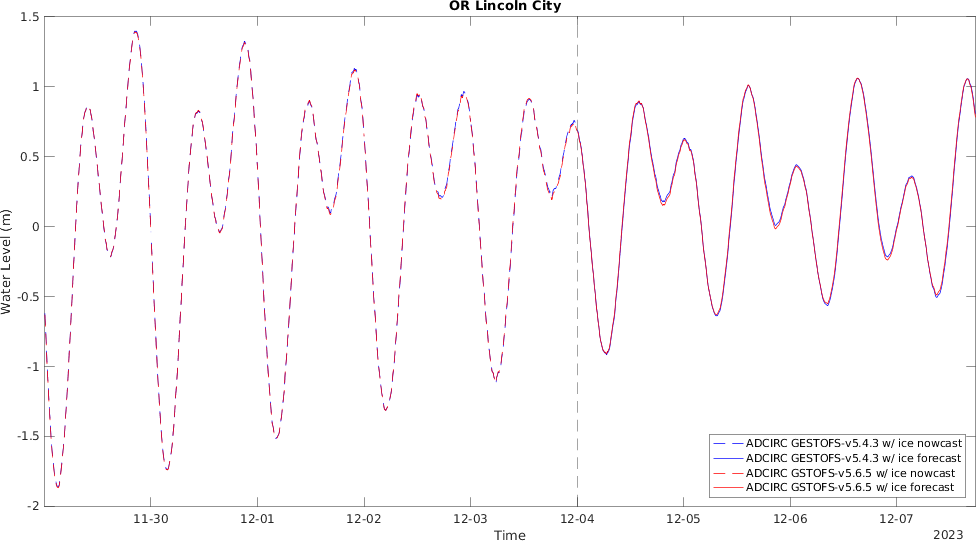 OR Lincoln City
Water Level (m)
1.5
1
0.5
0
-0.5
-1
-1.5
-2
11-30
12-01
12-02
12-03
12-04
12-05
12-06
12-07
Time
2023
ADCIRC GESTOFS-v5.4.3 w/ ice nowcast
ADCIRC GESTOFS-v5.4.3 w/ ice forecast
ADCIRC GSTOFS-v5.6.5 w/ ice nowcast
ADCIRC GSTOFS-v5.6.5 w/ ice forecast